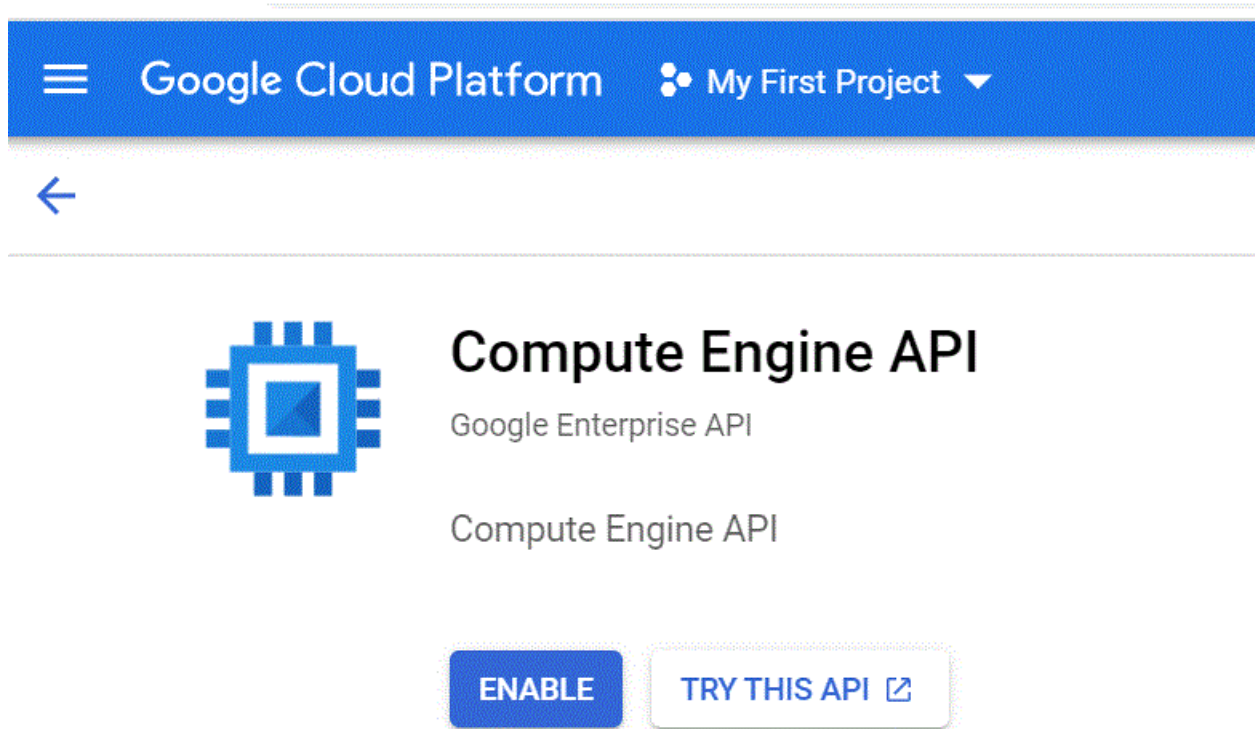 Google Cloud Platform My First Project
Compute Engine API
Google Enterprise API
Compute Engine API
ENABLE TRY THIS API